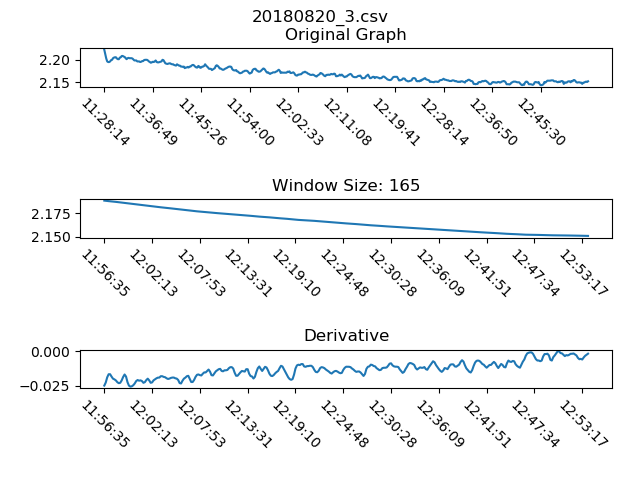 20180820_3.csv
Original Graph
2.20
2.15
11:28:14 11:36:49 11:45:26 11:54:00 12:02:33 12:11:08 12:19:41 12:28:14 12:36:50 12:45:30
Window Size: 165
2.175
2.150
11:56:35 12:02:13 12:07:53 12:13:31 12:19:10 12:24:48 12:30:28 12:36:09 12:41:51 12:47:34 12:53:17
Derivative
0.000
−0.025
11:56:35 12:02:13 12:07:53 12:13:31 12:19:10 12:24:48 12:30:28 12:36:09 12:41:51 12:47:34 12:53:17